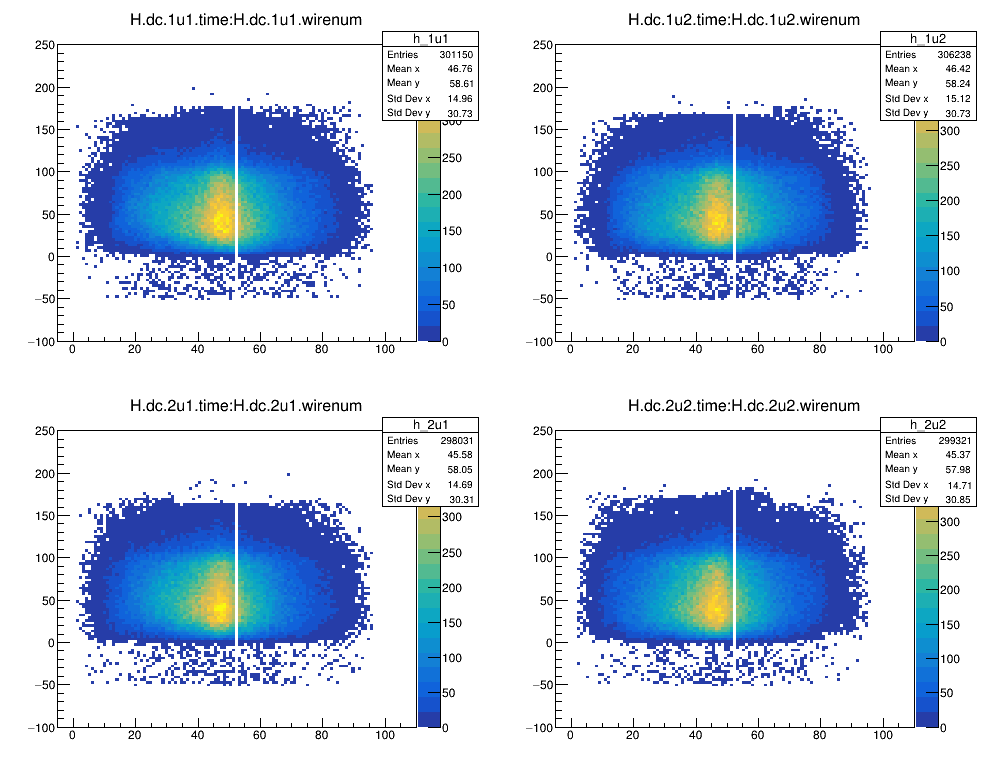 H.dc.1u1.time:H.dc.1u1.wirenum
h_1u1
Entries 301150
Mean x 46.76
Mean y 58.61
Std Dev x 14.96
Std Dev y 30.73
250
200
150
100
50
0
−50
−100
0 20 40 60 80 100
300
250
200
150
100
50
0
H.dc.1u2.time:H.dc.1u2.wirenum
h_1u2
Entries 306238
Mean x 46.42
Mean y 58.24
Std Dev x 15.12
Std Dev y 30.73
250
200
150
100
50
0
−50
−100
0 20 40 60 80 100
300
250
200
150
100
50
0
H.dc.2u1.time:H.dc.2u1.wirenum
h_2u1
Entries 298031
Mean x 45.58
Mean y 58.05
Std Dev x 14.69
Std Dev y 30.31
250
200
150
100
50
0
−50
−100
0 20 40 60 80 100
300
250
200
150
100
50
0
H.dc.2u2.time:H.dc.2u2.wirenum
h_2u2
Entries 299321
Mean x 45.37
Mean y 57.98
Std Dev x 14.71
Std Dev y 30.85
250
200
150
100
50
0
−50
−100
0 20 40 60 80 100
300
250
200
150
100
50
0